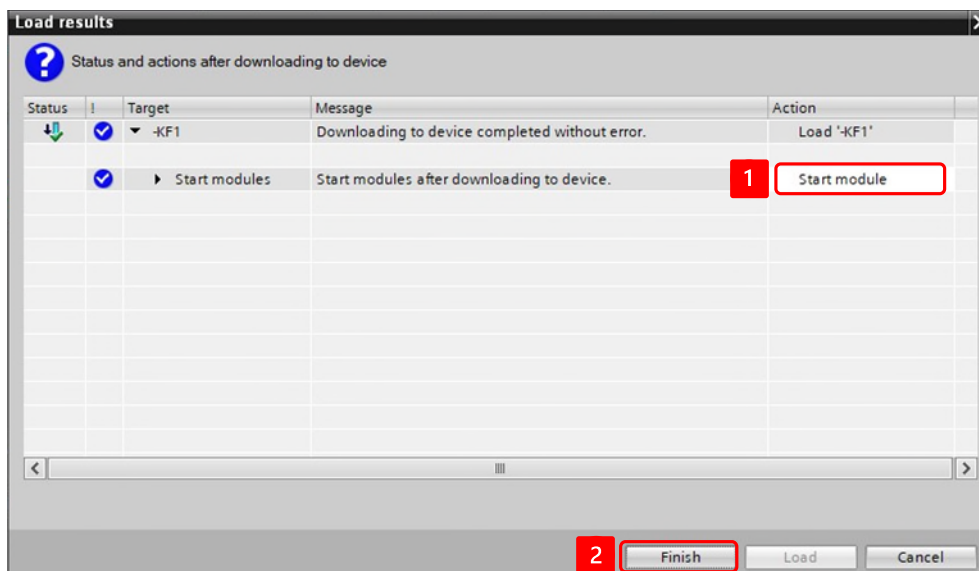 Load results
?
Status and actions after downloading to device
Status ! Target Message Action
-KF1 Downloading to device completed without error. Load '-KF1'
Start modules Start modules after downloading to device. 1 Start module
2 Finish Load Cancel